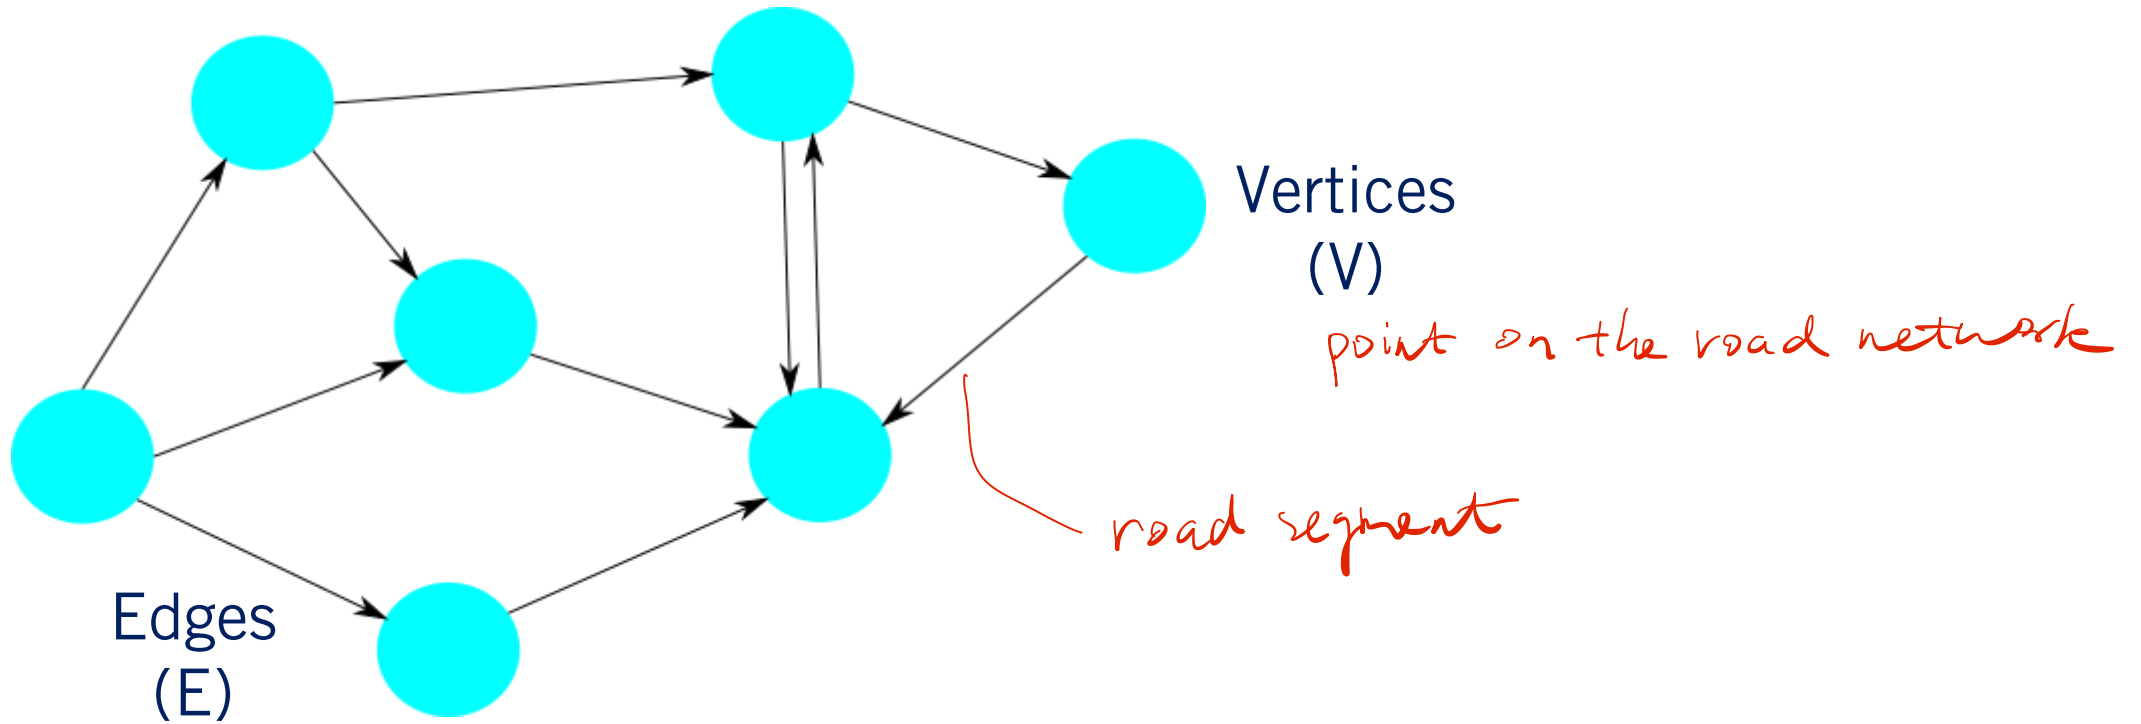 Vertices
(V)
point on the road network
road segment
Edges
(E)